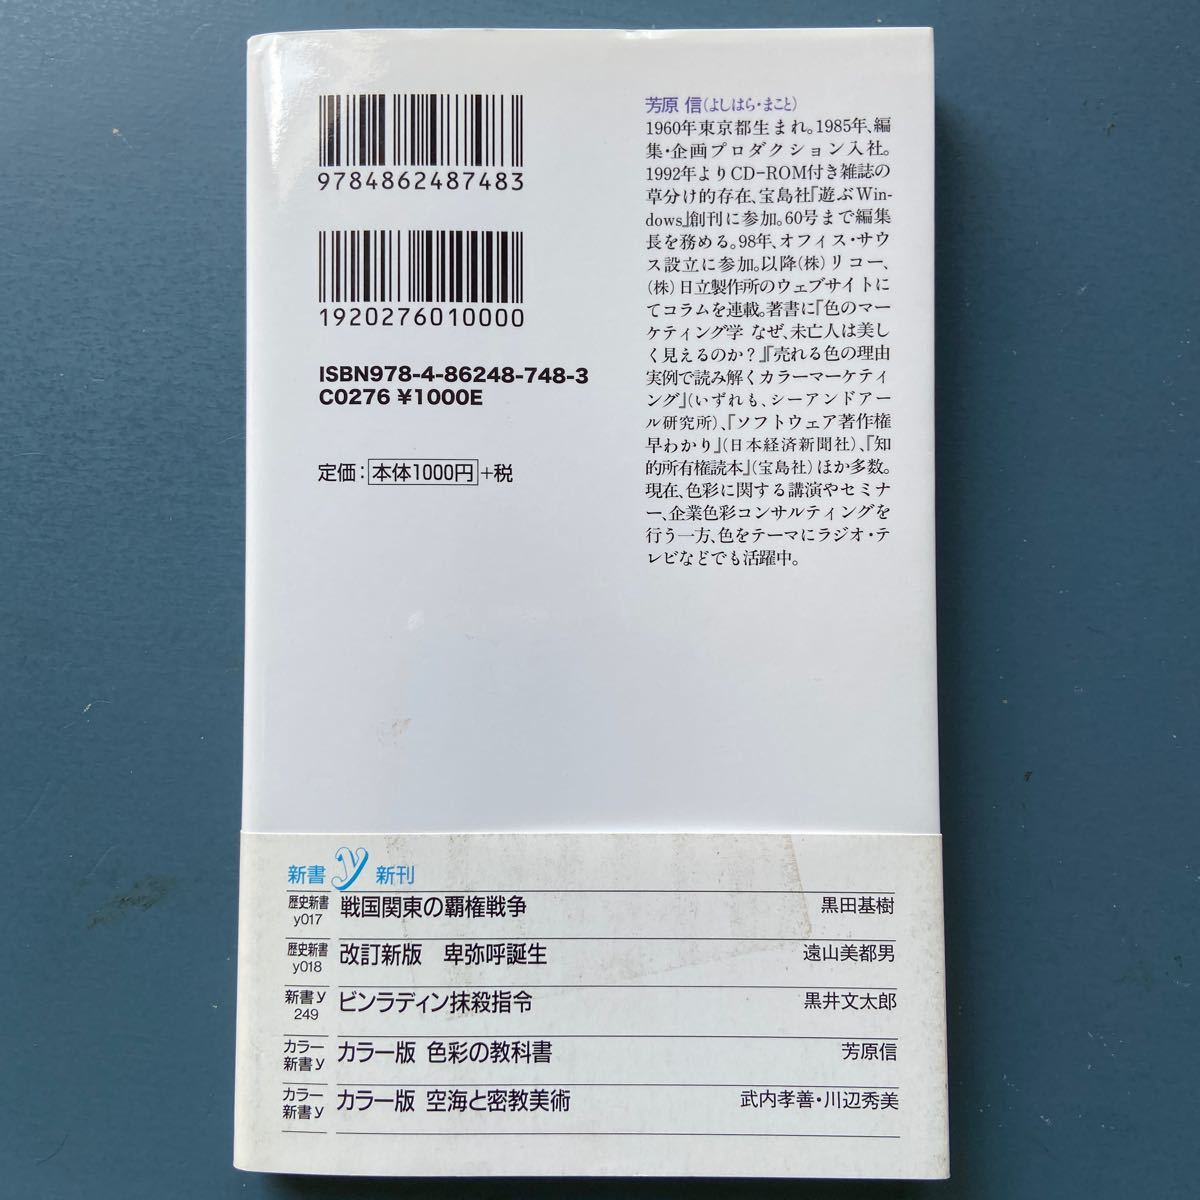 9784862487483
1920276010000
ISBN978-4-86248-748-3
C0276 ¥1000E
定価：本体1000円+税
芳原 信（よしはら・まこと）
1960年東京都生まれ。1985年、編
集・企画プロダクション入社。
1992年よりCD-ROM付き雑誌の
草分け的存在、宝島社『遊ぶWin-
dows』創刊に参加。60号まで編集
長を務める。98年、オフィス・サウ
ス設立に参加。以降（株）リコー、
（株）日立製作所のウェブサイトに
てコラムを連載。著書に『色のマー
ケティング学 なぜ、未亡人は美し
く見えるのか？』『売れる色の理由
実例で読み解くカラーマーケティ
ング』（いずれも、シーアンドアー
ル研究所）、『ソフトウェア著作権
早わかり』（日本経済新聞社）、『知
的所有権読本』（宝島社）ほか多数。
現在、色彩に関する講演やセミナ
ー、企業色彩コンサルティングを
行う一方、色をテーマにラジオ・テ
レビなどでも活躍中。
新書 y 新刊
歴史新書 y017 戦国関東の覇権戦争 黒田基樹
歴史新書 y018 改訂新版 卑弥呼誕生 遠山美都男
新書y 249 ビンラディン抹殺指令 黒井文太郎
カラー新書y カラー版 色彩の教科書 芳原信
カラー新書y カラー版 空海と密教美術 武内孝善・川辺秀美